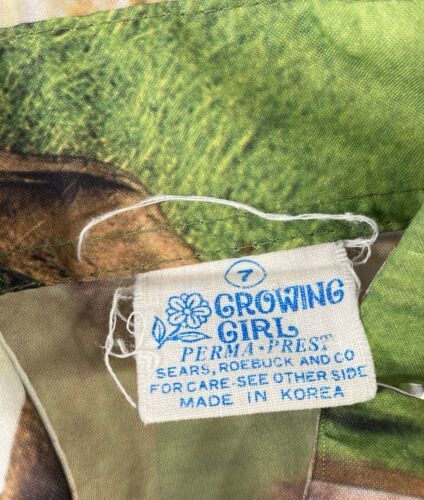 7
GROWING
GIRL
PERMA·PREST
SEARS, ROEBUCK AND CO
FOR CARE-SEE OTHER SIDE
MADE IN KOREA